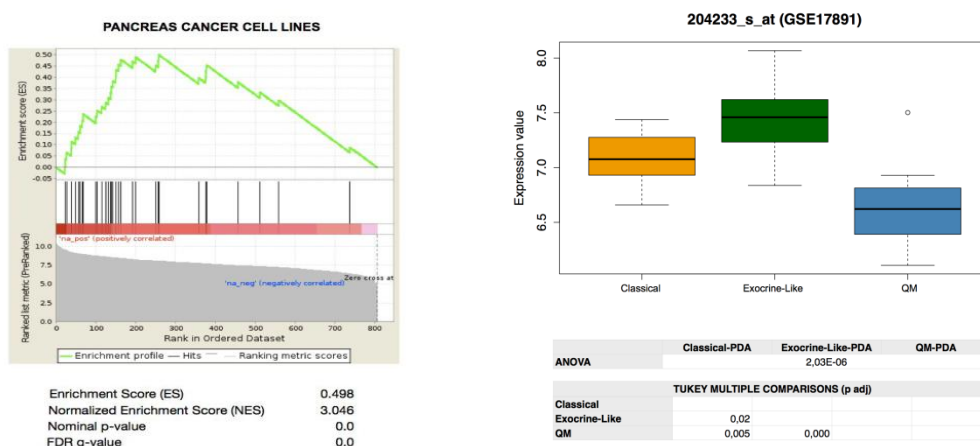 PANCREAS CANCER CELL LINES
Enrichment score (ES)
0.50
0.45
0.40
0.35
0.30
0.25
0.20
0.15
0.10
0.05
0.00
-0.05
'na_pos' (positively correlated)
Ranked list metric (PreRanked)
10.0
7.5
5.0
2.5
0.0
Zero cross at
'na_neg' (negatively correlated)
0 100 200 300 400 500 600 700 800
Rank in Ordered Dataset
Enrichment profile Hits Ranking metric scores
Enrichment Score (ES) 0.498
Normalized Enrichment Score (NES) 3.046
Nominal p-value 0.0
FDR q-value 0.0
204233_s_at (GSE17891)
Expression value
8.0
7.5
7.0
6.5
Classical Exocrine-Like QM
Classical-PDA Exocrine-Like-PDA QM-PDA
ANOVA 2,03E-06
TUKEY MULTIPLE COMPARISONS (p adj)
Classical
Exocrine-Like 0,02
QM 0,005 0,000